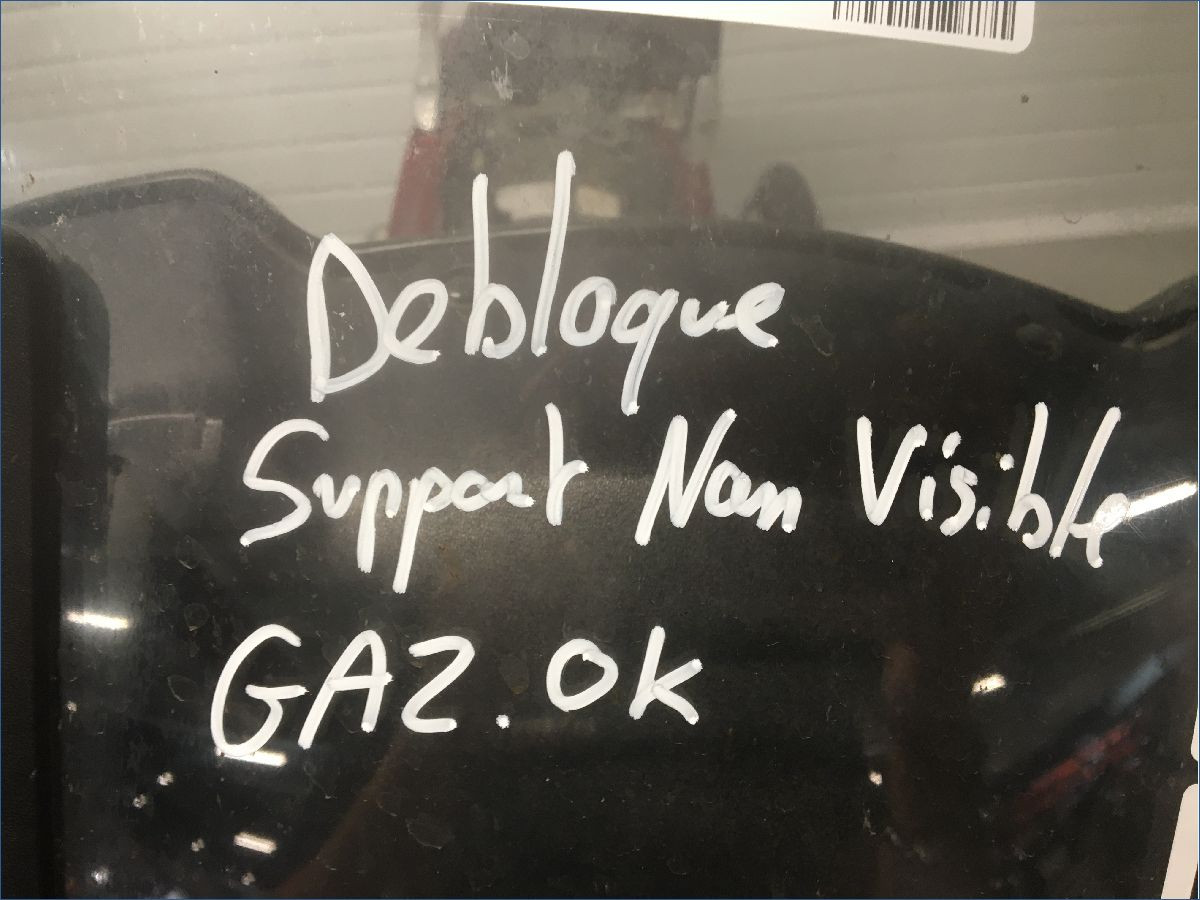 Debloque
Support Non Visible
GAZ. OK